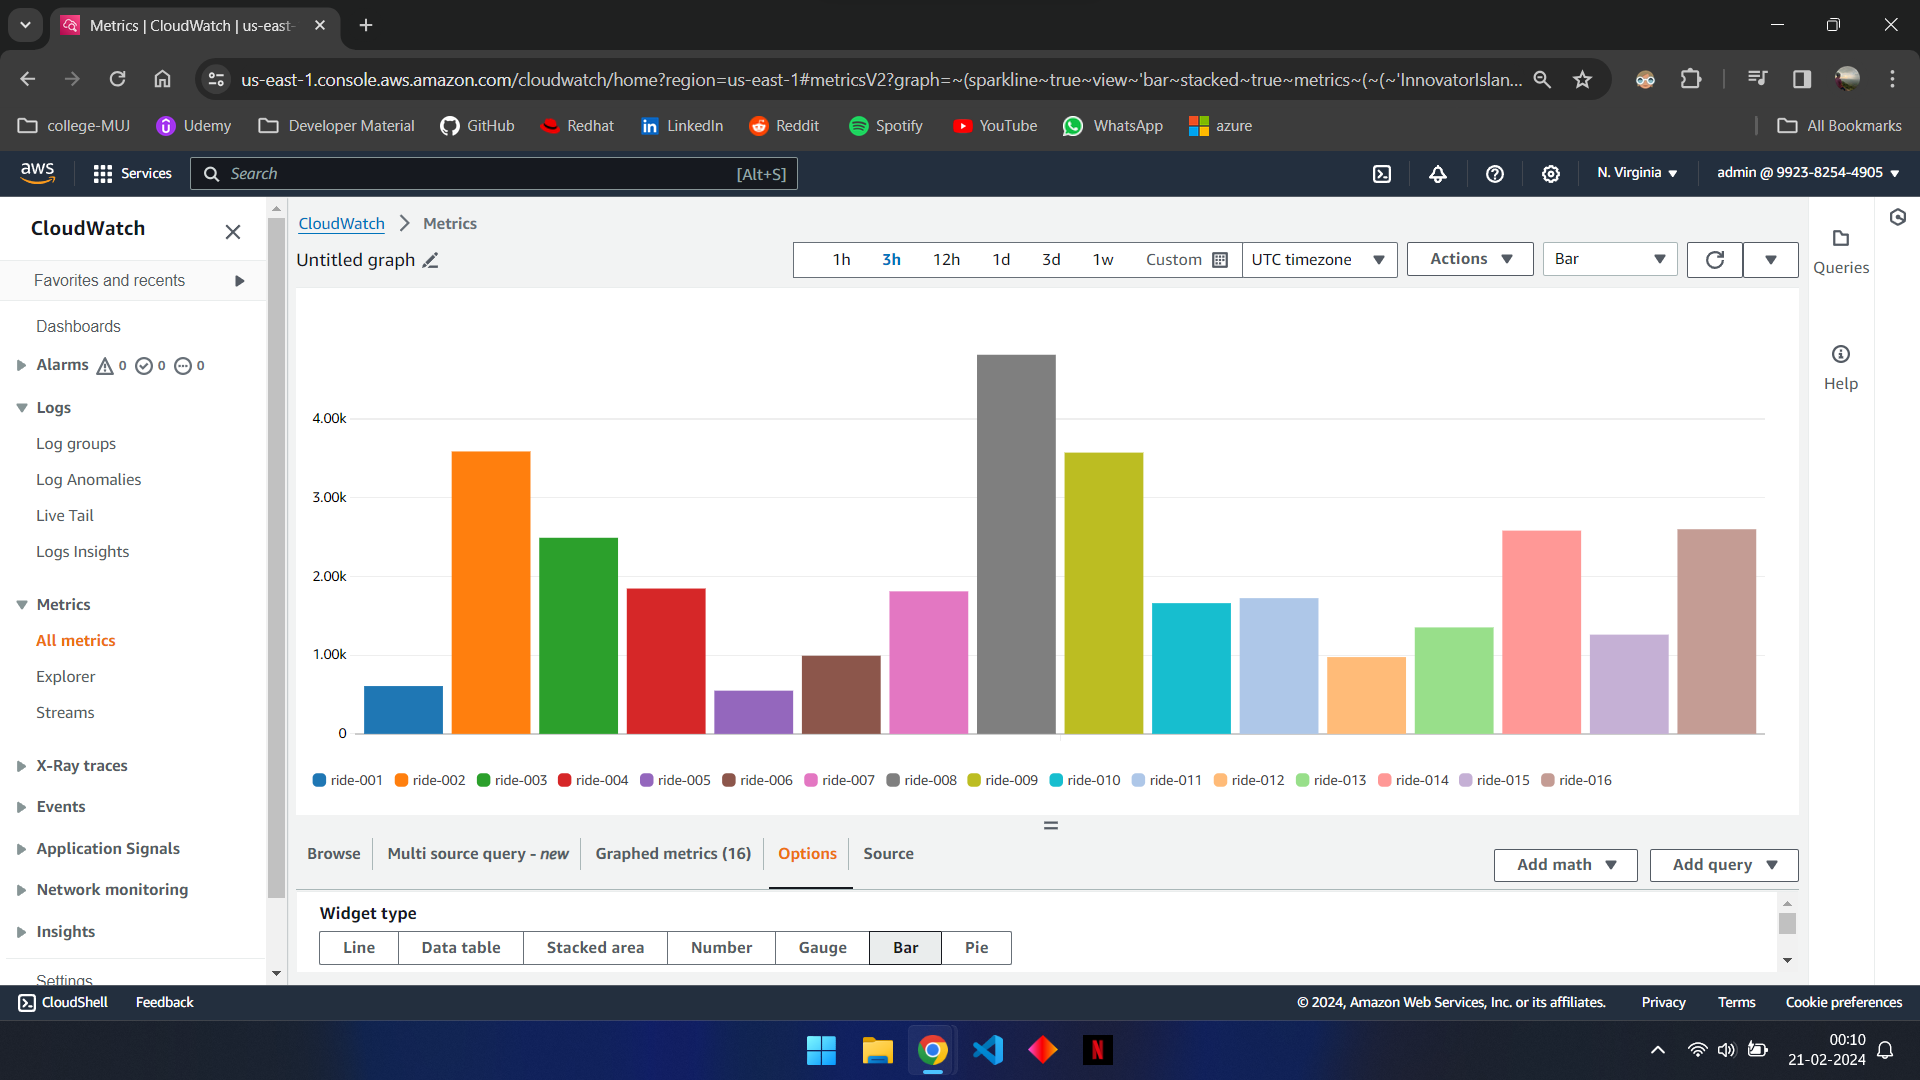 Metrics | CloudWatch | us-east-
us-east-1.console.aws.amazon.com/cloudwatch/home?region=us-east-1#metricsV2?graph=~(sparkline~true~view~'bar~stacked~true~metrics~(~(~'InnovatorIslan...
college-MUJ Udemy Developer Material GitHub Redhat LinkedIn Reddit Spotify YouTube WhatsApp azure All Bookmarks
aws Services Search [Alt+S] N. Virginia admin @ 9923-8254-4905
CloudWatch
Favorites and recents
Dashboards
Alarms 0 0 0
Logs
Log groups
Log Anomalies
Live Tail
Logs Insights
Metrics
All metrics
Explorer
Streams
X-Ray traces
Events
Application Signals
Network monitoring
Insights
Settings
CloudWatch Metrics
Untitled graph 1h 3h 12h 1d 3d 1w Custom UTC timezone Actions Bar
Queries
Help
4.00k
3.00k
2.00k
1.00k
0
ride-001 ride-002 ride-003 ride-004 ride-005 ride-006 ride-007 ride-008 ride-009 ride-010 ride-011 ride-012 ride-013 ride-014 ride-015 ride-016
Browse Multi source query - new Graphed metrics (16) Options Source Add math Add query
Widget type
Line Data table Stacked area Number Gauge Bar Pie
CloudShell Feedback © 2024, Amazon Web Services, Inc. or its affiliates. Privacy Terms Cookie preferences
N
00:10
21-02-2024